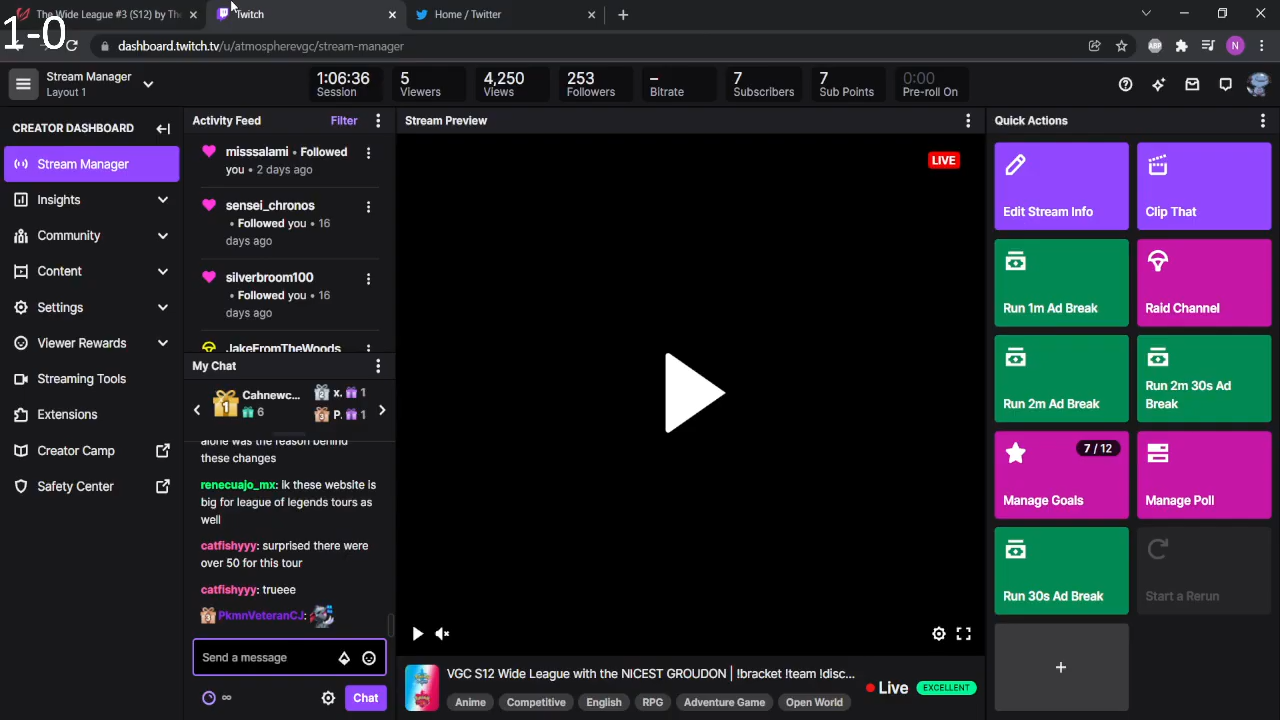 The Wide League #3 (S12) by The
Twitch
Home / Twitter
1-0
dashboard.twitch.tv/u/atmospherevgc/stream-manager
ABP
N
Stream Manager
Layout 1
1:06:36
Session
5
Viewers
4,250
Views
253
Followers
–
Bitrate
7
Subscribers
7
Sub Points
0:00
Pre-roll On
CREATOR DASHBOARD
Stream Manager
Insights
Community
Content
Settings
Viewer Rewards
Streaming Tools
Extensions
Creator Camp
Safety Center
Activity Feed
Filter
misssalami • Followed
you • 2 days ago
sensei_chronos
• Followed you • 16
days ago
silverbroom100
• Followed you • 16
days ago
JakeFromTheWoods
My Chat
1
Cahnewc...
6
2 x. 1
3 P. 1
alone was the reason behind
these changes
renecuajo_mx: ik these website is
big for league of legends tours as
well
catfishyyy: surprised there were
over 50 for this tour
catfishyyy: trueee
3 PkmnVeteranCJ:
Send a message
∞
Chat
Stream Preview
LIVE
VGC S12 Wide League with the NICEST GROUDON | !bracket !team !disc...
Anime
Competitive
English
RPG
Adventure Game
Open World
Live
EXCELLENT
Quick Actions
Edit Stream Info
Clip That
Run 1m Ad Break
Raid Channel
Run 2m Ad Break
Run 2m 30s Ad
Break
7 / 12
Manage Goals
Manage Poll
Run 30s Ad Break
Start a Rerun